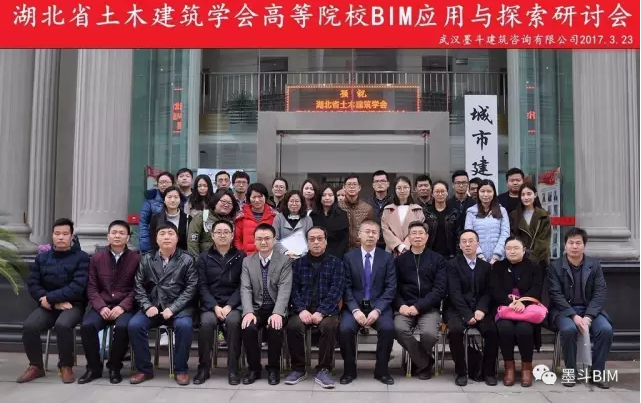 湖北省土木建筑学会高等院校BIM应用与探索研讨会
武汉墨斗建筑咨询有限公司2017.3.23
湖北省土木建筑学会
城市建
墨斗BIM